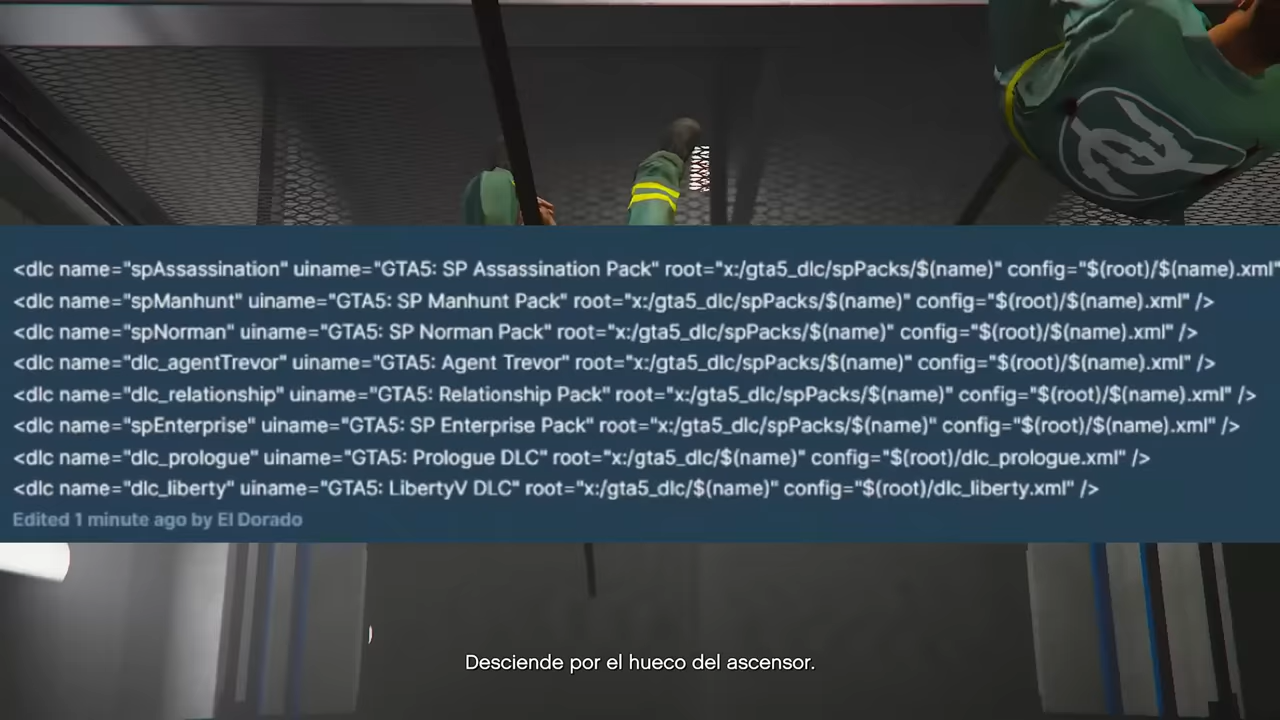 <dlc name="spAssassination" uiname="GTA5: SP Assassination Pack" root="x:/gta5_dlc/spPacks/$(name)" config="$(root)/$(name).xml"
<dlc name="spManhunt" uiname="GTA5: SP Manhunt Pack" root="x:/gta5_dlc/spPacks/$(name)" config="$(root)/$(name).xml" />
<dlc name="spNorman" uiname="GTA5: SP Norman Pack" root="x:/gta5_dlc/spPacks/$(name)" config="$(root)/$(name).xml" />
<dlc name="dlc_agentTrevor" uiname="GTA5: Agent Trevor" root="x:/gta5_dlc/spPacks/$(name)" config="$(root)/$(name).xml" />
<dlc name="dlc_relationship" uiname="GTA5: Relationship Pack" root="x:/gta5_dlc/spPacks/$(name)" config="$(root)/$(name).xml" />
<dlc name="spEnterprise" uiname="GTA5: SP Enterprise Pack" root="x:/gta5_dlc/spPacks/$(name)" config="$(root)/$(name).xml" />
<dlc name="dlc_prologue" uiname="GTA5: Prologue DLC" root="x:/gta5_dlc/$(name)" config="$(root)/dlc_prologue.xml" />
<dlc name="dlc_liberty" uiname="GTA5: LibertyV DLC" root="x:/gta5_dlc/$(name)" config="$(root)/dlc_liberty.xml" />
Edited 1 minute ago by El Dorado
Desciende por el hueco del ascensor.